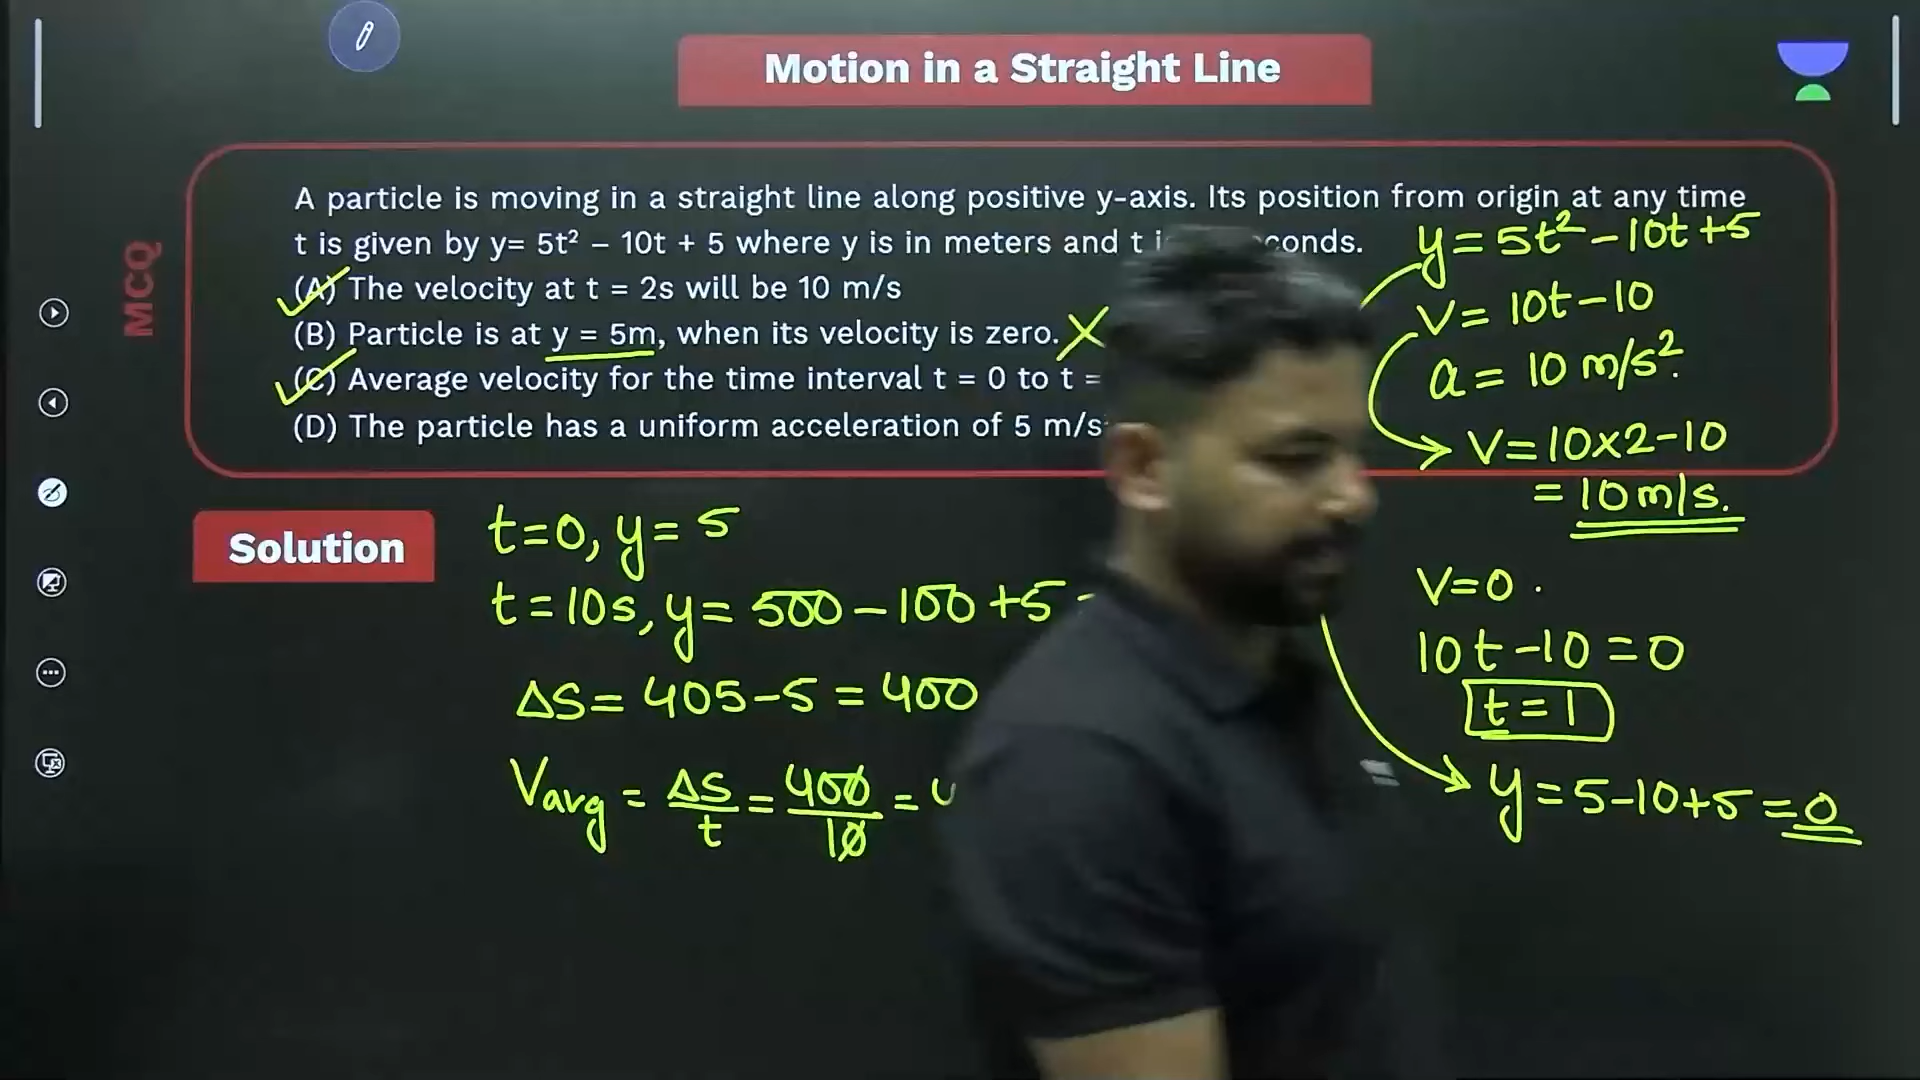 Motion in a Straight Line
MCQ
A particle is moving in a straight line along positive y-axis. Its position from origin at any time
t is given by y= 5t² – 10t + 5 where y is in meters and t
(A) The velocity at t = 2s will be 10 m/s
(B) Particle is at y = 5m, when its velocity is zero.
(C) Average velocity for the time interval t = 0 to t =
(D) The particle has a uniform acceleration of 5 m/s
y = 5t² – 10t + 5
v = 10t – 10
a = 10 m/s².
v = 10x2 – 10
= 10 m/s.
Solution
t=0, y= 5
t = 10s, y= 500 – 100 + 5
ΔS = 405 – 5 = 400
Vavg = ΔS/t = 400/10 =
v=0.
10t – 10 = 0
t = 1
y = 5 – 10 + 5 = 0